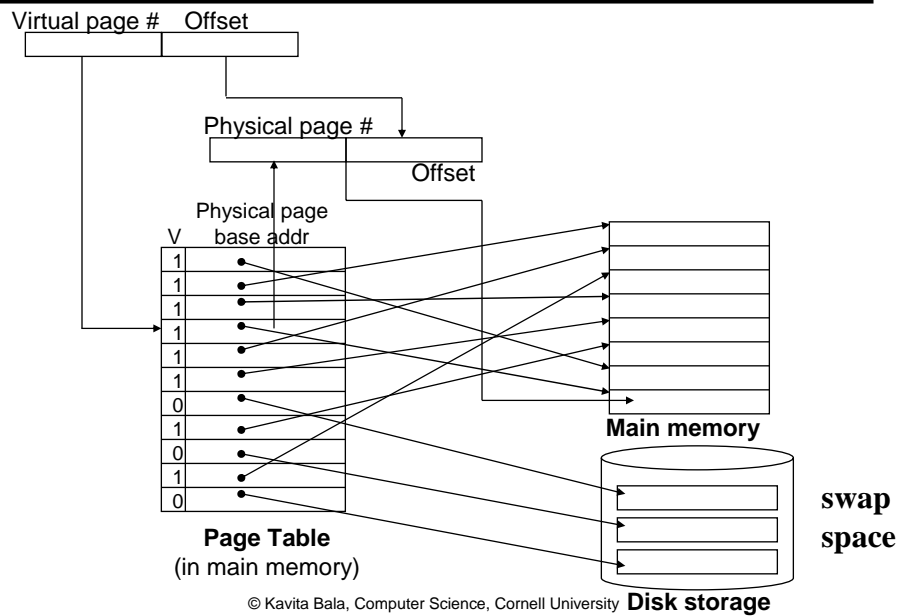 Virtual page # Offset
Physical page #
Offset
Physical page
V base addr
1
1
1
1
1
1
0
1
0
1
0
Main memory
swap
space
Page Table
(in main memory)
© Kavita Bala, Computer Science, Cornell University Disk storage